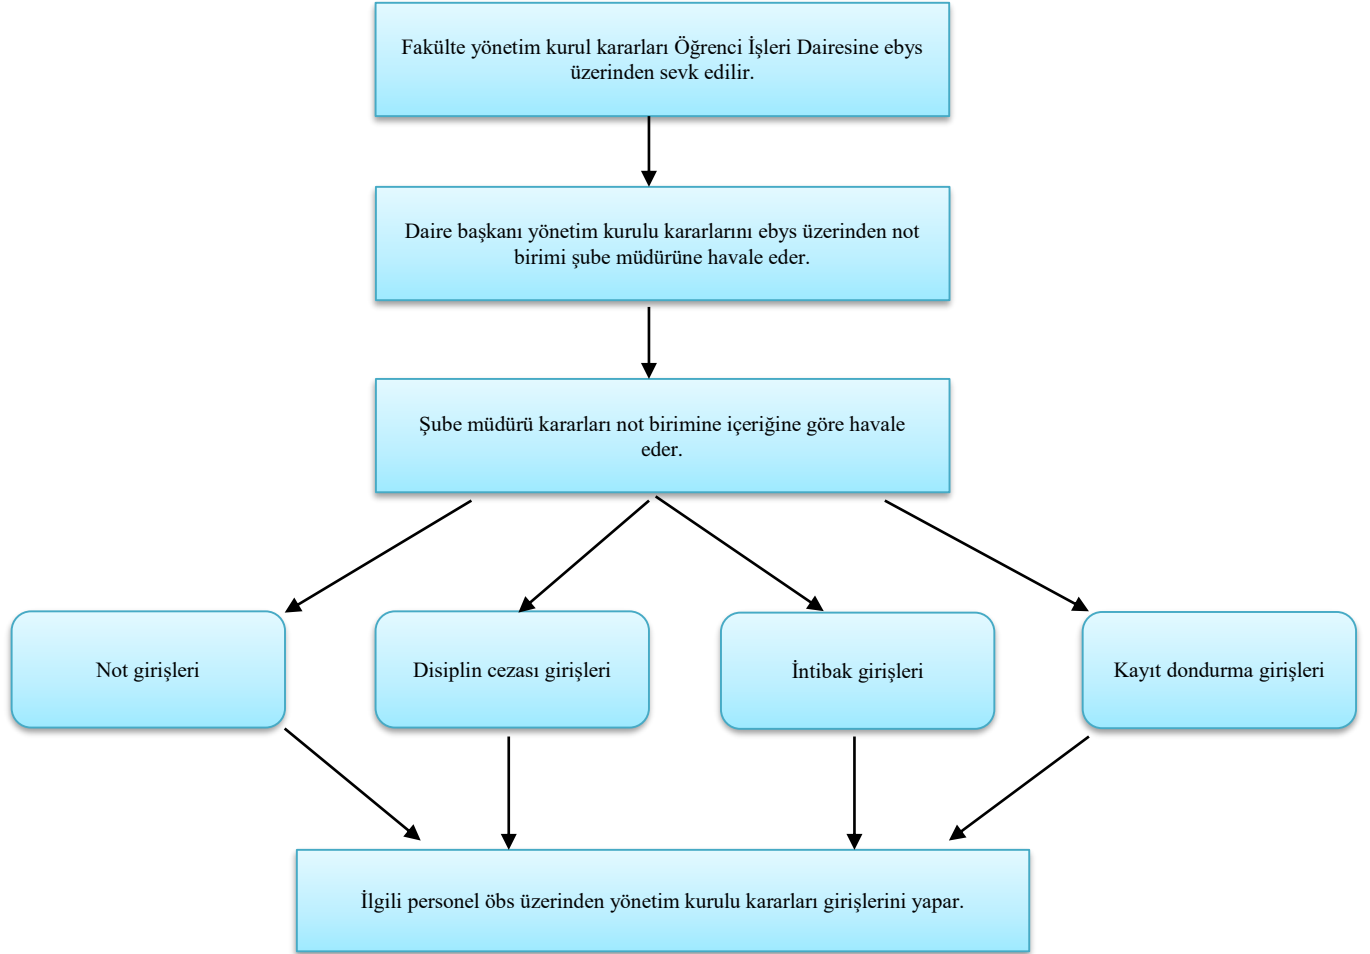 Fakülte yönetim kurul kararları Öğrenci İşleri Dairesine ebys
üzerinden sevk edilir.
Daire başkanı yönetim kurulu kararlarını ebys üzerinden not
birimi şube müdürüne havale eder.
Şube müdürü kararları not birimine içeriğine göre havale
eder.
Not girişleri
Disiplin cezası girişleri
İntibak girişleri
Kayıt dondurma girişleri
İlgili personel öbs üzerinden yönetim kurulu kararları girişlerini yapar.